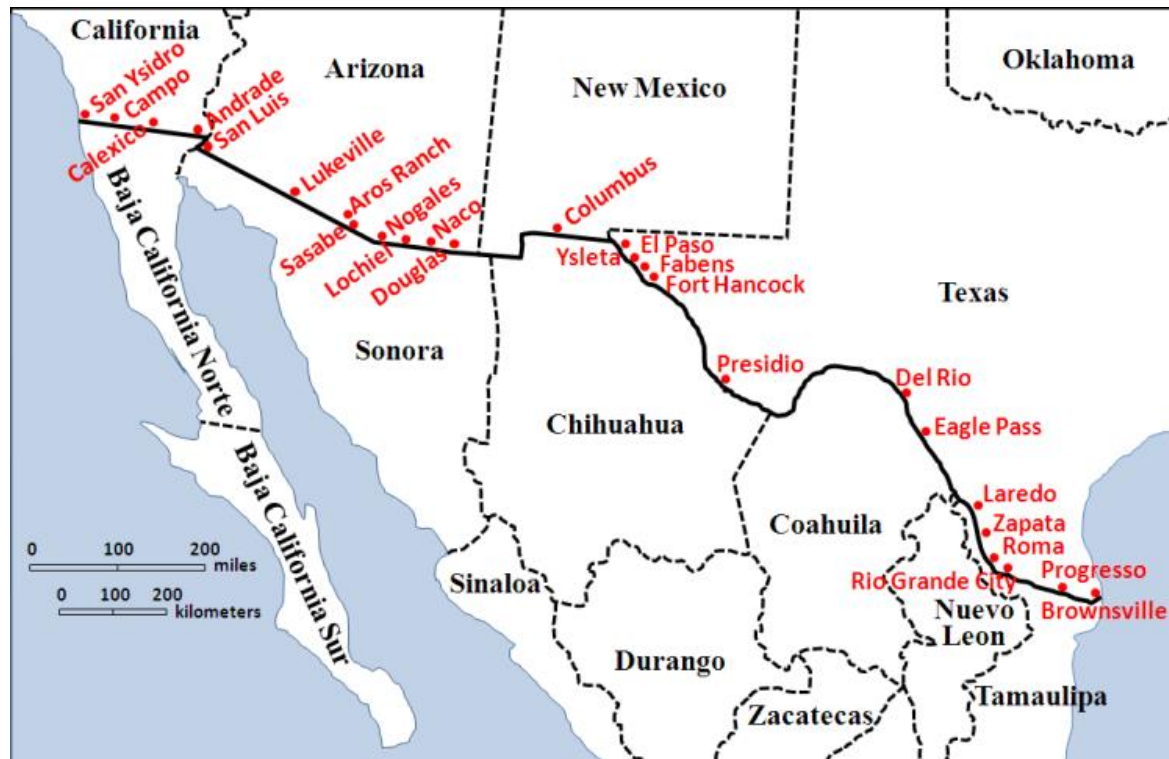 California
Arizona
New Mexico
Oklahoma
San Ysidro
Campo
Calexico
Andrade
San Luis
Lukeville
Aros Ranch
Sasabe
Nogales
Lochiel
Naco
Douglas
Columbus
El Paso
Ysleta
Fabens
Fort Hancock
Texas
Baja California Norte
Sonora
Presidio
Del Rio
Chihuahua
Eagle Pass
Baja California Sur
Laredo
Coahuila
Zapata
Roma
0 100 200
miles
Sinaloa
Rio Grande City
Progresso
0 100 200
kilometers
Nuevo
Leon
Brownsville
Durango
Tamaulipa
Zacatecas